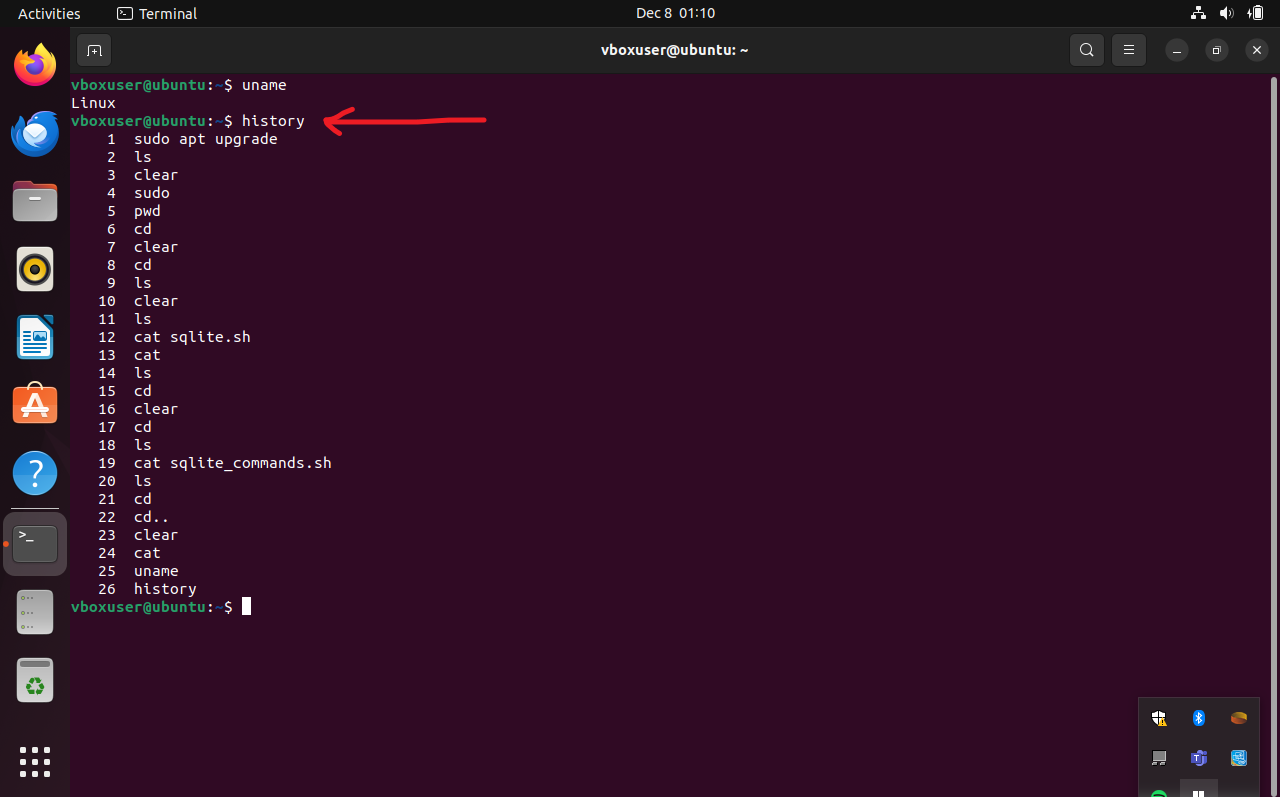 Activities Terminal Dec 8 01:10
vboxuser@ubuntu: ~
vboxuser@ubuntu:~$ uname
Linux
vboxuser@ubuntu:~$ history
1 sudo apt upgrade
2 ls
3 clear
4 sudo
5 pwd
6 cd
7 clear
8 cd
9 ls
10 clear
11 ls
12 cat sqlite.sh
13 cat
14 ls
15 cd
16 clear
17 cd
18 ls
19 cat sqlite_commands.sh
20 ls
21 cd
22 cd..
23 clear
24 cat
25 uname
26 history
vboxuser@ubuntu:~$